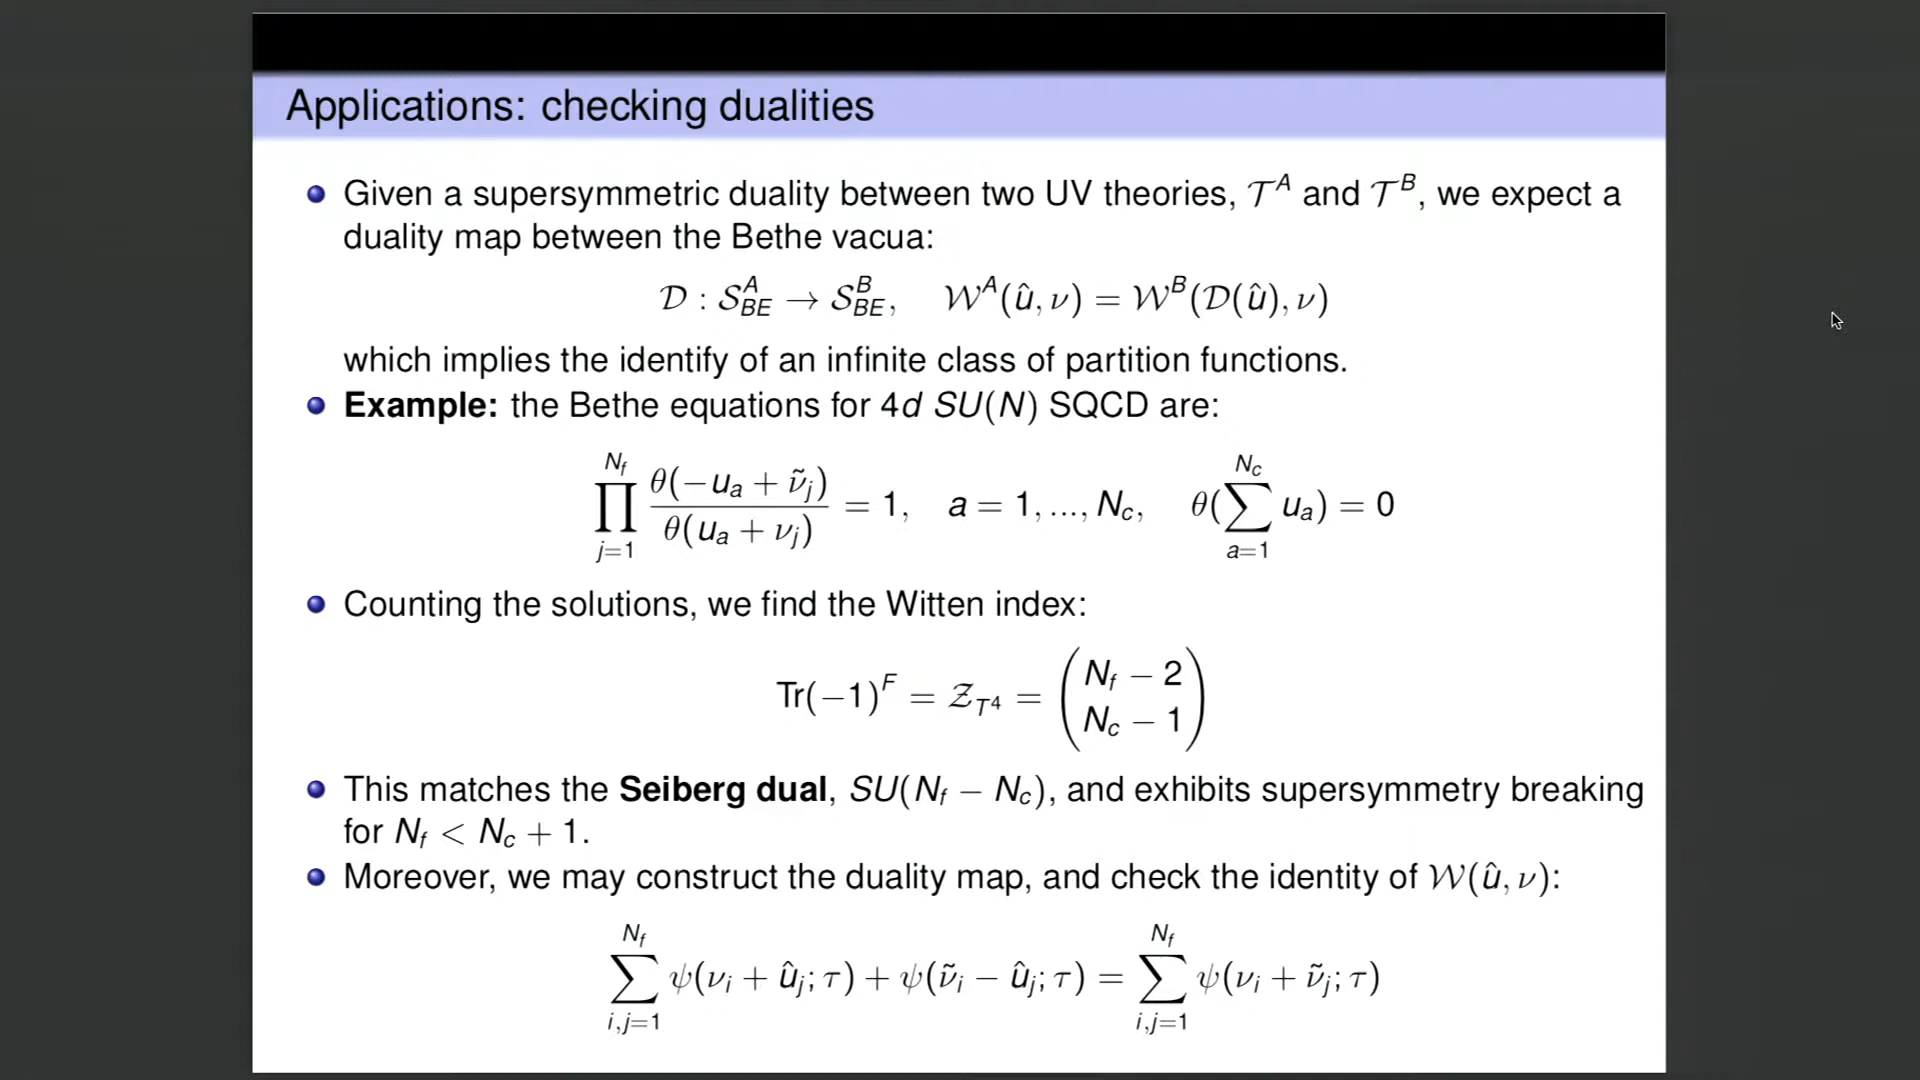 Applications: checking dualities
Given a supersymmetric duality between two UV theories, 𝒯^A and 𝒯^B, we expect a
duality map between the Bethe vacua:
𝒟 : 𝒮^A_{BE} → 𝒮^B_{BE},   𝒲^A(û, ν) = 𝒲^B(𝒟(û), ν)
which implies the identify of an infinite class of partition functions.
Example: the Bethe equations for 4d SU(N) SQCD are:
∏_{j=1}^{N_f} θ(−u_a + ν̃_j) / θ(u_a + ν_j) = 1,   a = 1, ..., N_c,   θ(∑_{a=1}^{N_c} u_a) = 0
Counting the solutions, we find the Witten index:
Tr(−1)^F = 𝒵_{T^4} = (N_f − 2 
N_c − 1)
This matches the Seiberg dual, SU(N_f − N_c), and exhibits supersymmetry breaking
for N_f < N_c + 1.
Moreover, we may construct the duality map, and check the identity of 𝒲(û, ν):
∑_{i,j=1}^{N_f} ψ(ν_i + û_j; τ) + ψ(ν̃_i − û_j; τ) = ∑_{i,j=1}^{N_f} ψ(ν_i + ν̃_j; τ)